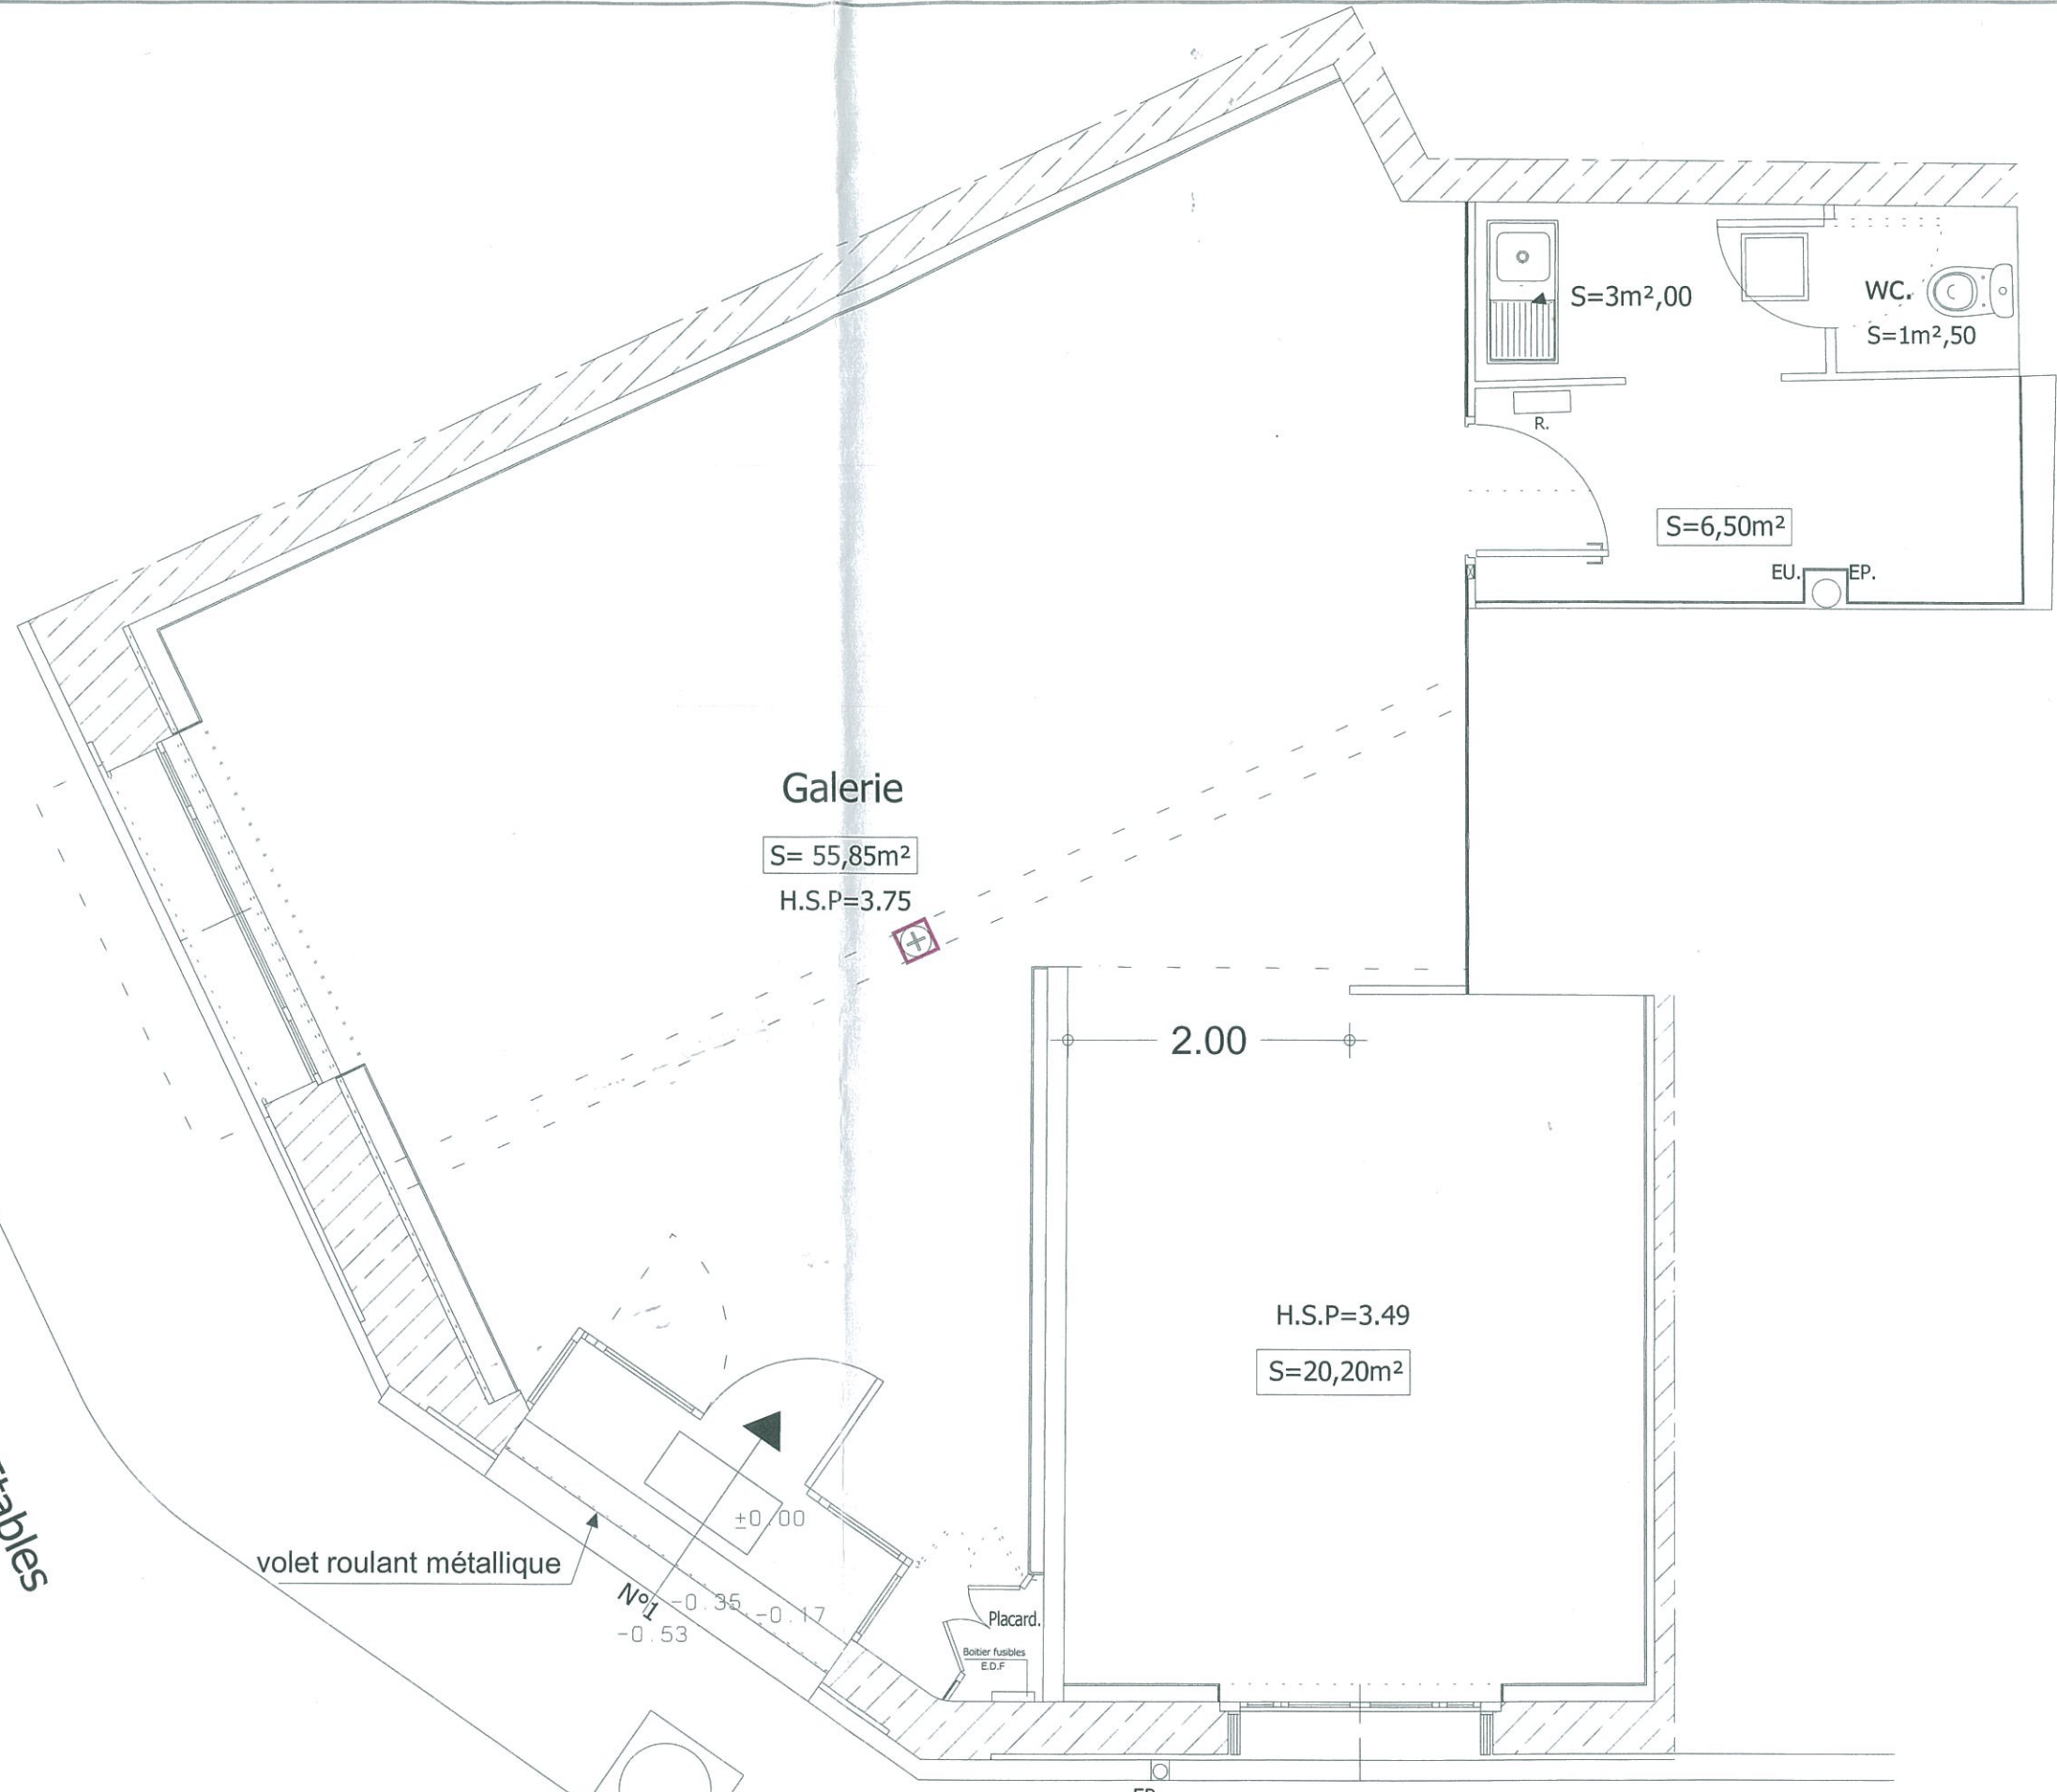 S=3m²,00
WC.
S=1m²,50
R.
S=6,50m²
EU.
EP.
Galerie
S= 55,85m²
H.S.P=3.75
2.00
H.S.P=3.49
S=20,20m²
±0.00
volet roulant métallique
N°1
-0.35
-0.17
-0.53
Placard.
Boitier fusibles
E.D.F